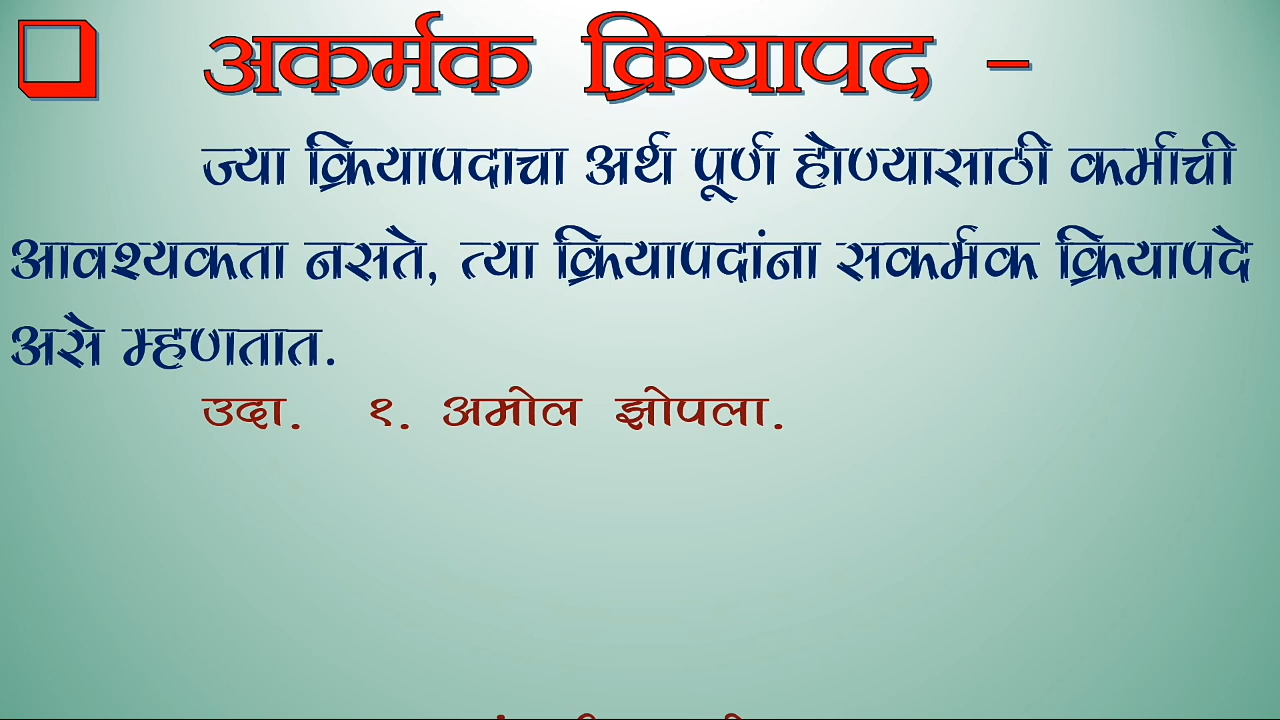 अकर्मक क्रियापद -
ज्या क्रियापदाचा अर्थ पूर्ण होण्यासाठी कर्माची
आवश्यकता नसते, त्या क्रियापदांना सकर्मक क्रियापदे
असे म्हणतात.
उदा. १. अमोल झोपला.